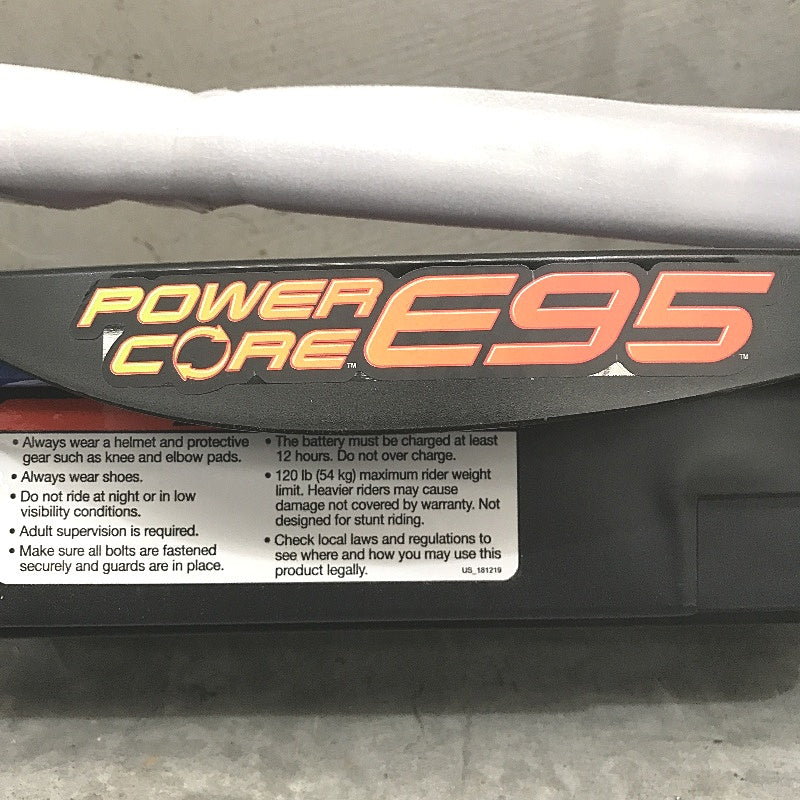 POWER
CORE™
E95™
• Always wear a helmet and protective
gear such as knee and elbow pads.
• Always wear shoes.
• Do not ride at night or in low
visibility conditions.
• Adult supervision is required.
• Make sure all bolts are fastened
securely and guards are in place.
• The battery must be charged at least
12 hours. Do not over charge.
• 120 lb (54 kg) maximum rider weight
limit. Heavier riders may cause
damage not covered by warranty. Not
designed for stunt riding.
• Check local laws and regulations to
see where and how you may use this
product legally.
US_181219